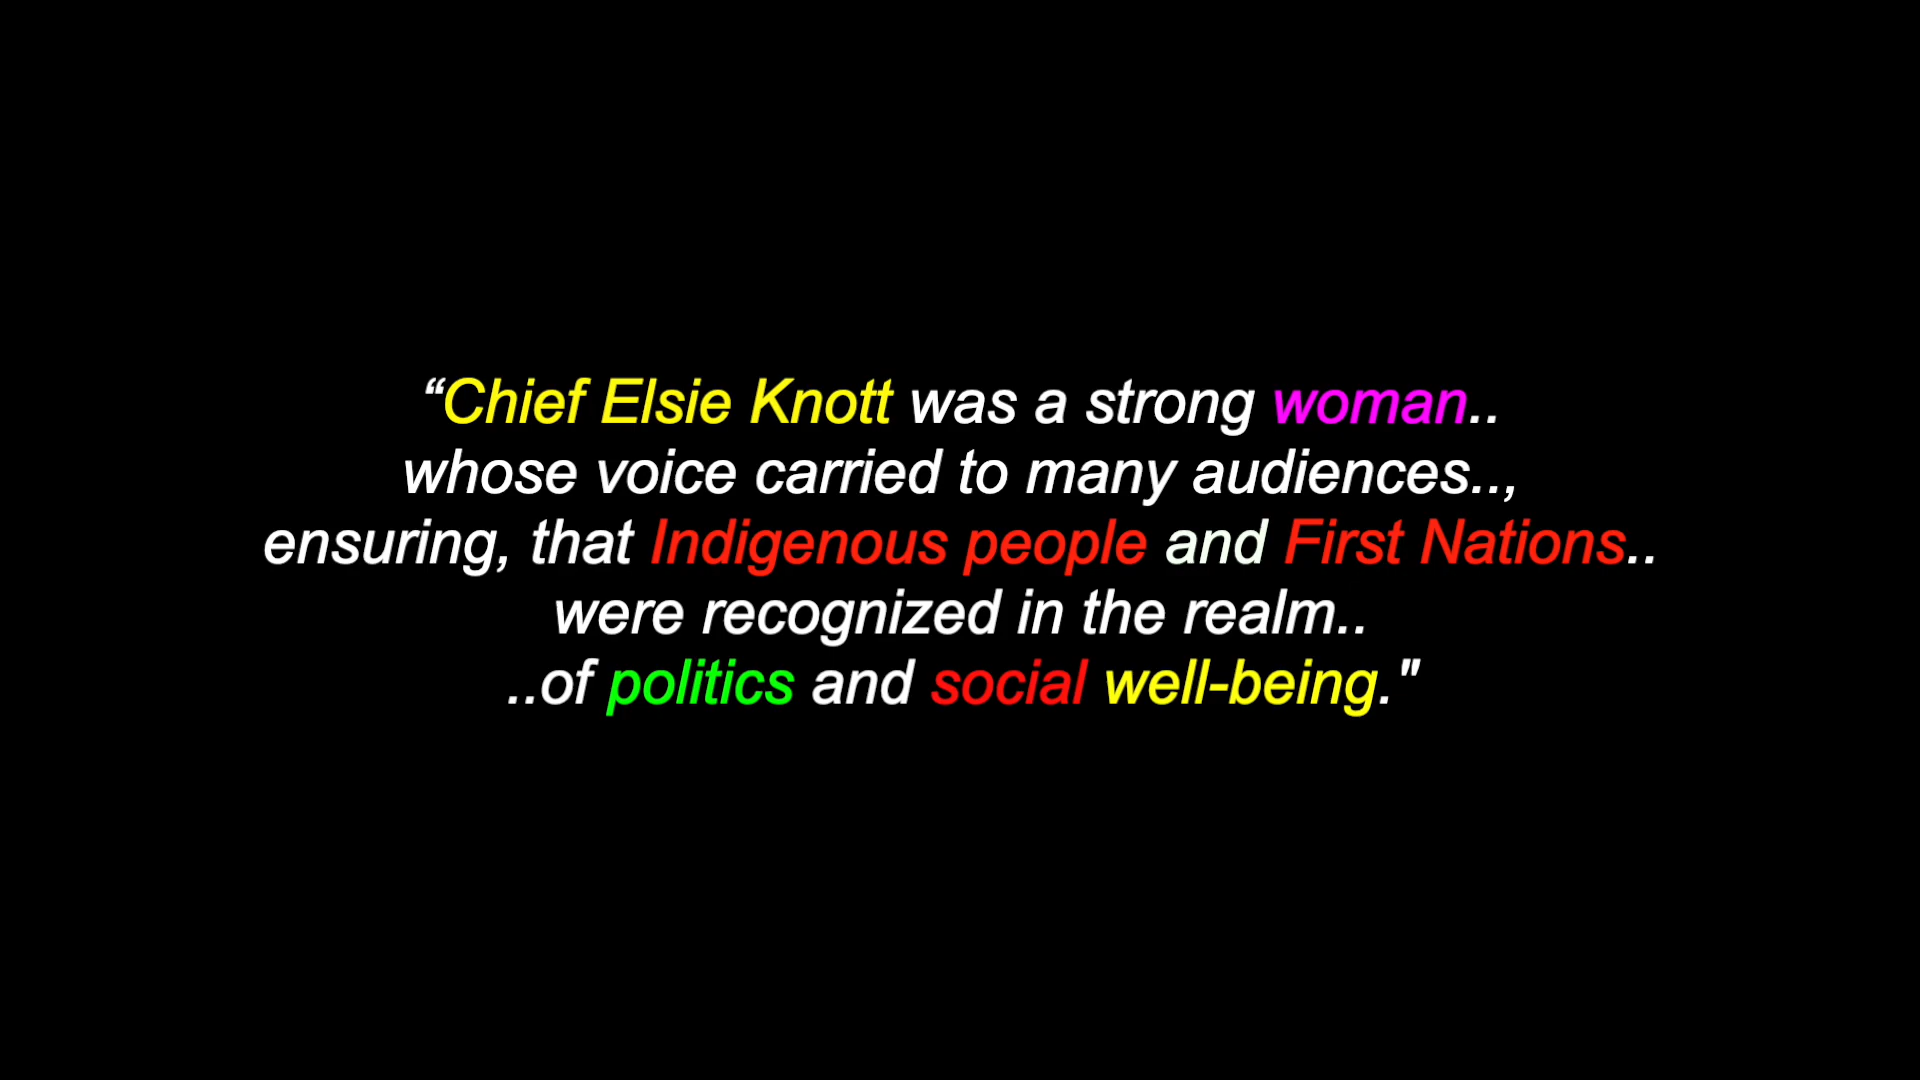 “Chief Elsie Knott was a strong woman..
whose voice carried to many audiences..,
ensuring, that Indigenous people and First Nations..
were recognized in the realm..
..of politics and social well-being."